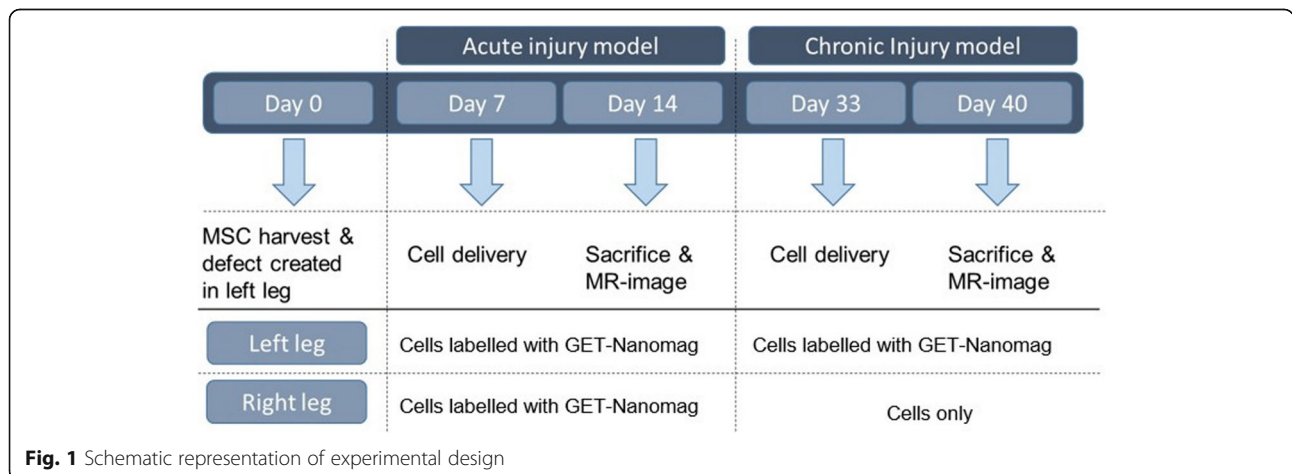 Acute injury model
Chronic Injury model
Day 0
Day 7
Day 14
Day 33
Day 40
MSC harvest &
defect created
in left leg
Cell delivery
Sacrifice &
MR-image
Cell delivery
Sacrifice &
MR-image
Left leg
Cells labelled with GET-Nanomag
Cells labelled with GET-Nanomag
Right leg
Cells labelled with GET-Nanomag
Cells only
Fig. 1 Schematic representation of experimental design